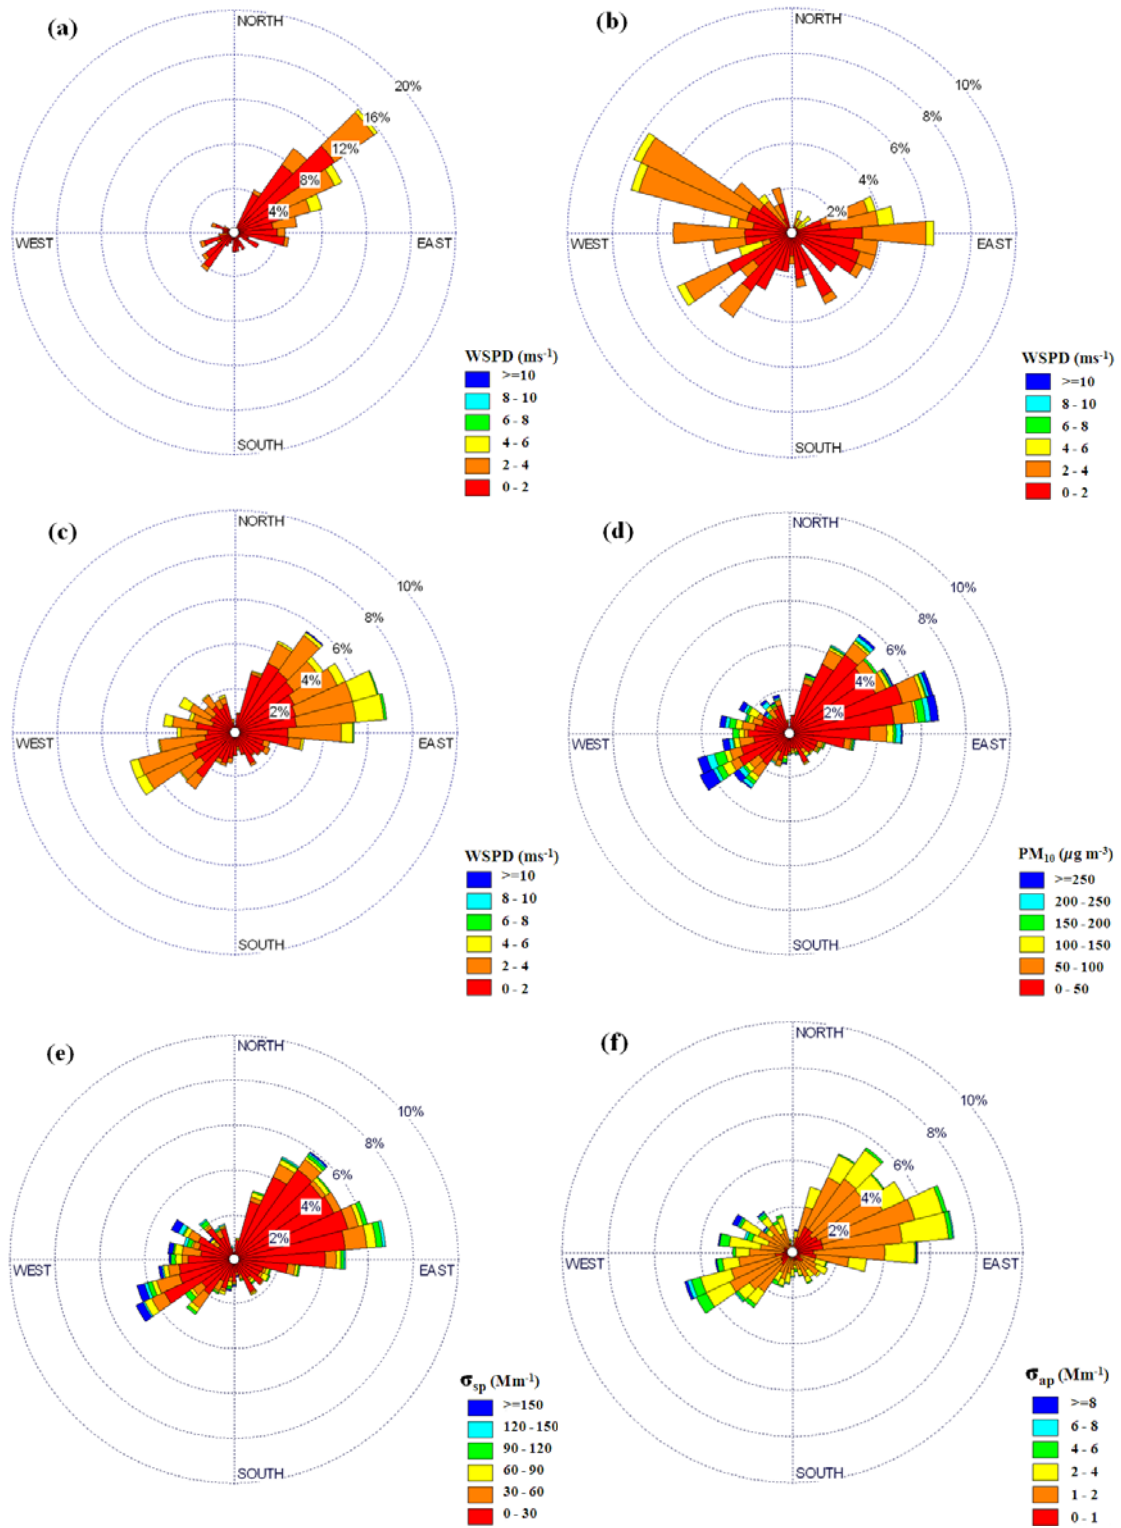 (a)
NORTH
20%
16%
12%
8%
4%
WEST
EAST
SOUTH
WSPD (ms-1)
>=10
8 - 10
6 - 8
4 - 6
2 - 4
0 - 2
(b)
NORTH
10%
8%
6%
4%
2%
WEST
EAST
SOUTH
WSPD (ms-1)
>=10
8 - 10
6 - 8
4 - 6
2 - 4
0 - 2
(c)
NORTH
10%
8%
6%
4%
2%
WEST
EAST
SOUTH
WSPD (ms-1)
>=10
8 - 10
6 - 8
4 - 6
2 - 4
0 - 2
(d)
NORTH
10%
8%
6%
4%
2%
WEST
EAST
SOUTH
PM10 (µg m-3)
>=250
200 - 250
150 - 200
100 - 150
50 - 100
0 - 50
(e)
NORTH
10%
8%
6%
4%
2%
WEST
EAST
SOUTH
σsp (Mm-1)
>=150
120 - 150
90 - 120
60 - 90
30 - 60
0 - 30
(f)
NORTH
10%
8%
6%
4%
2%
WEST
EAST
SOUTH
σap (Mm-1)
>=8
6 - 8
4 - 6
2 - 4
1 - 2
0 - 1